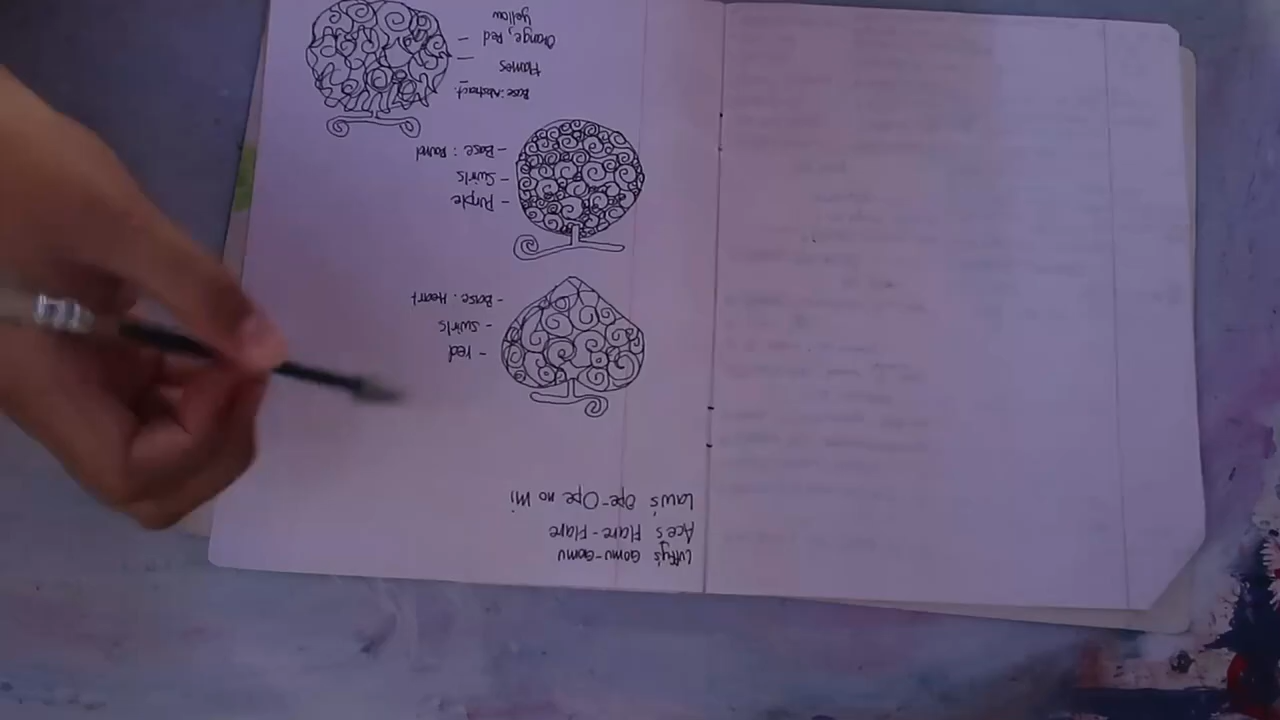 Luffy's Gomu-Gomu
Ace's Flare-Flare
Law's Ope-Ope no Mi
- red
- Swirls
- Base: Heart
- Purple
- Swirls
- Base: Round
Base: Abstract
Flames
Orange, Red
yellow